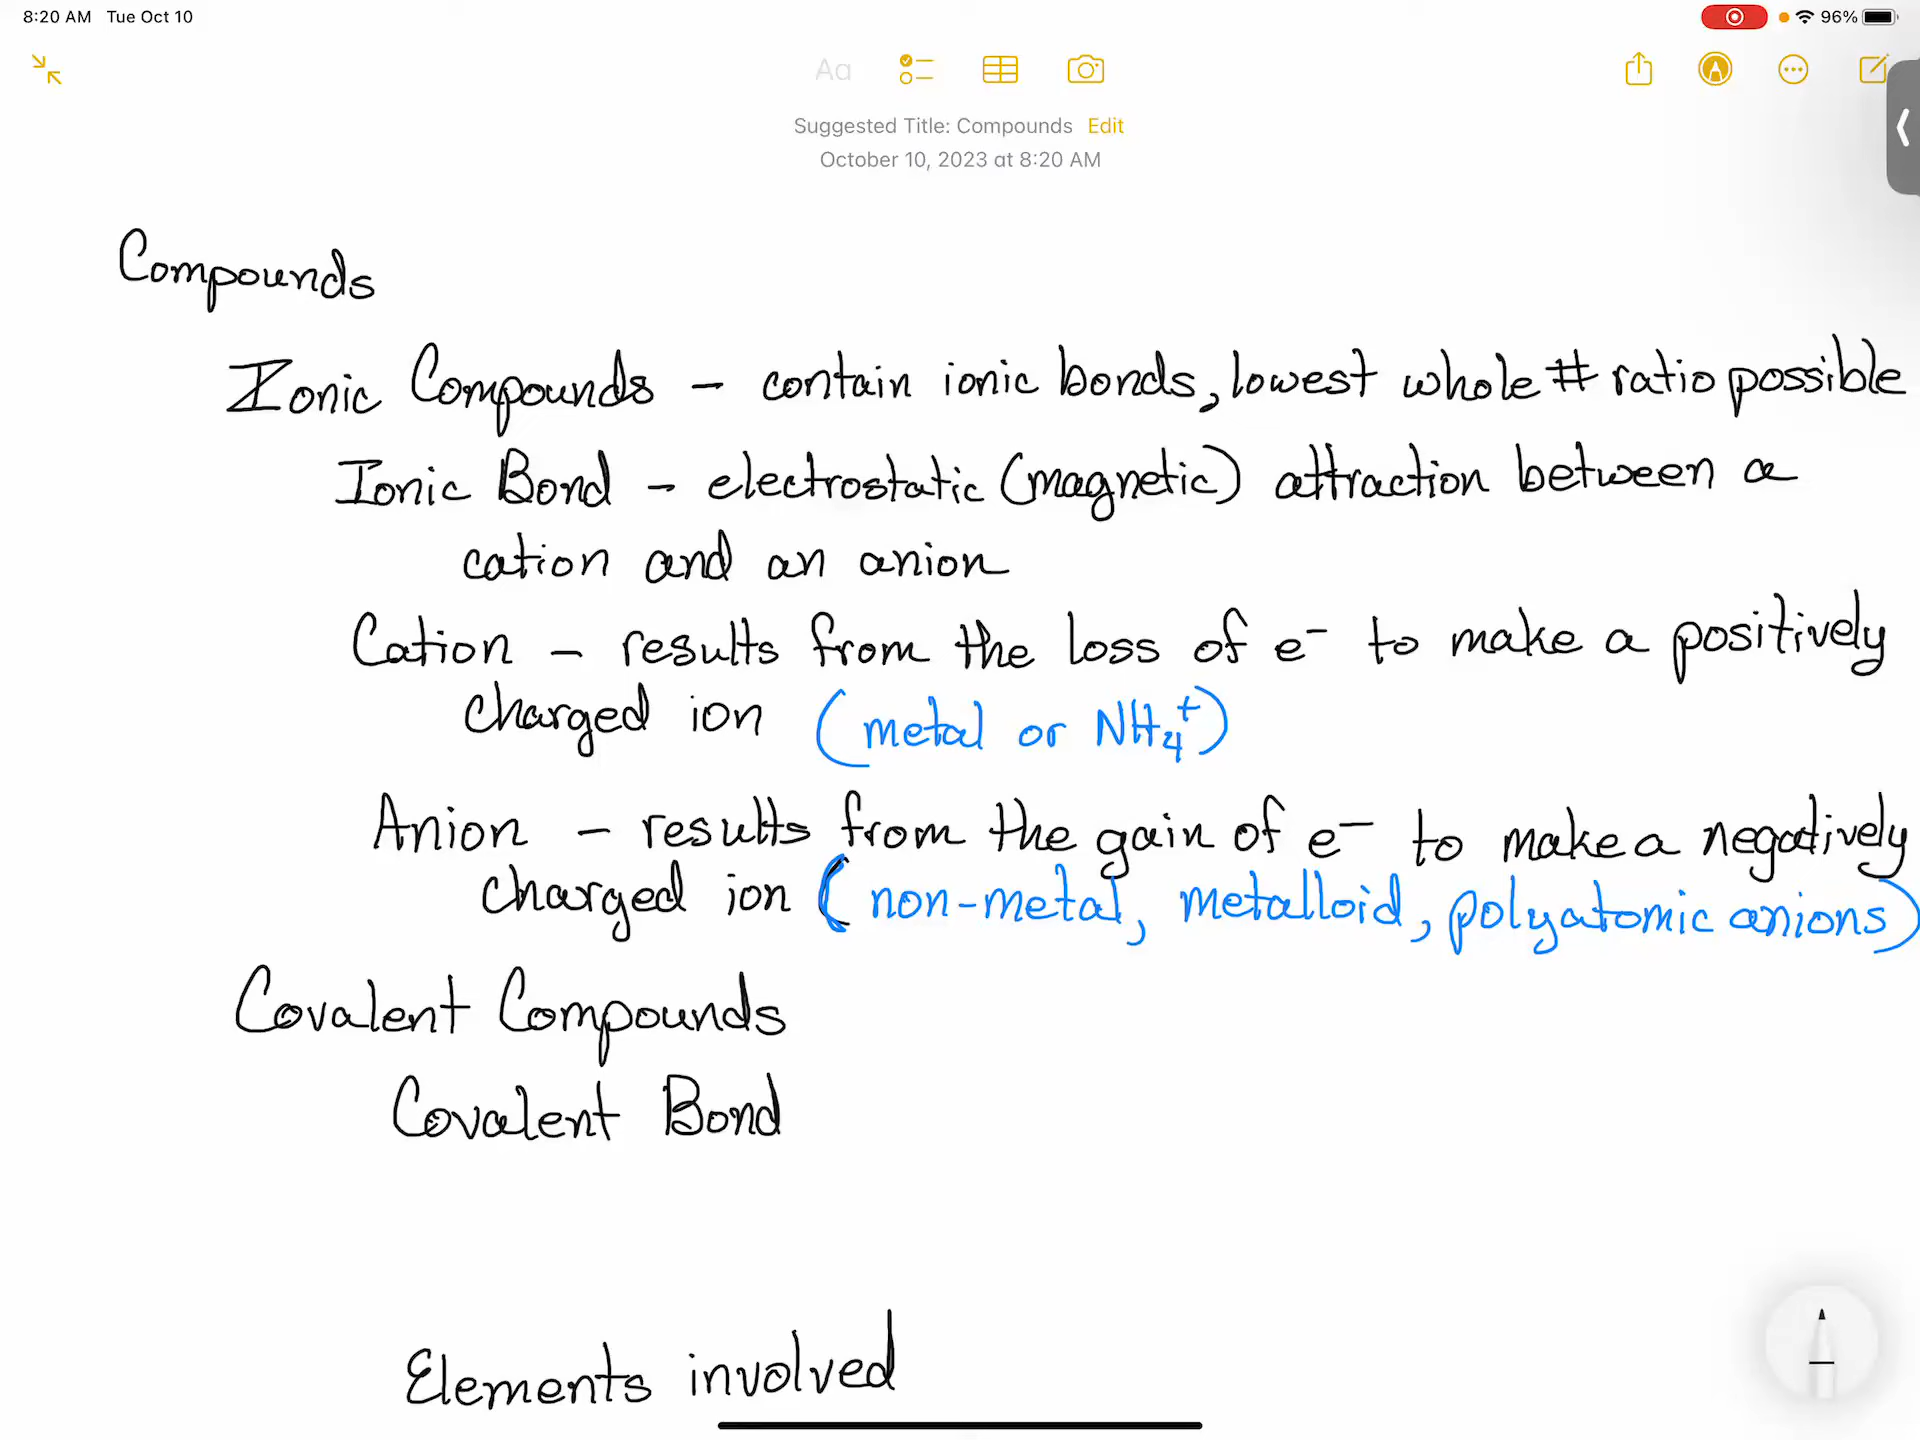 8:20 AM Tue Oct 10
96%
Aa
Suggested Title: Compounds Edit
October 10, 2023 at 8:20 AM
Compounds
Ionic Compounds - contain ionic bonds, lowest whole # ratio possible
Ionic Bond - electrostatic (magnetic) attraction between a
cation and an anion
Cation - results from the loss of e⁻ to make a positively
charged ion (metal or NH₄⁺)
Anion - results from the gain of e⁻ to make a negatively
charged ion (non-metal, metalloid, polyatomic anions)
Covalent Compounds
Covalent Bond
Elements involved